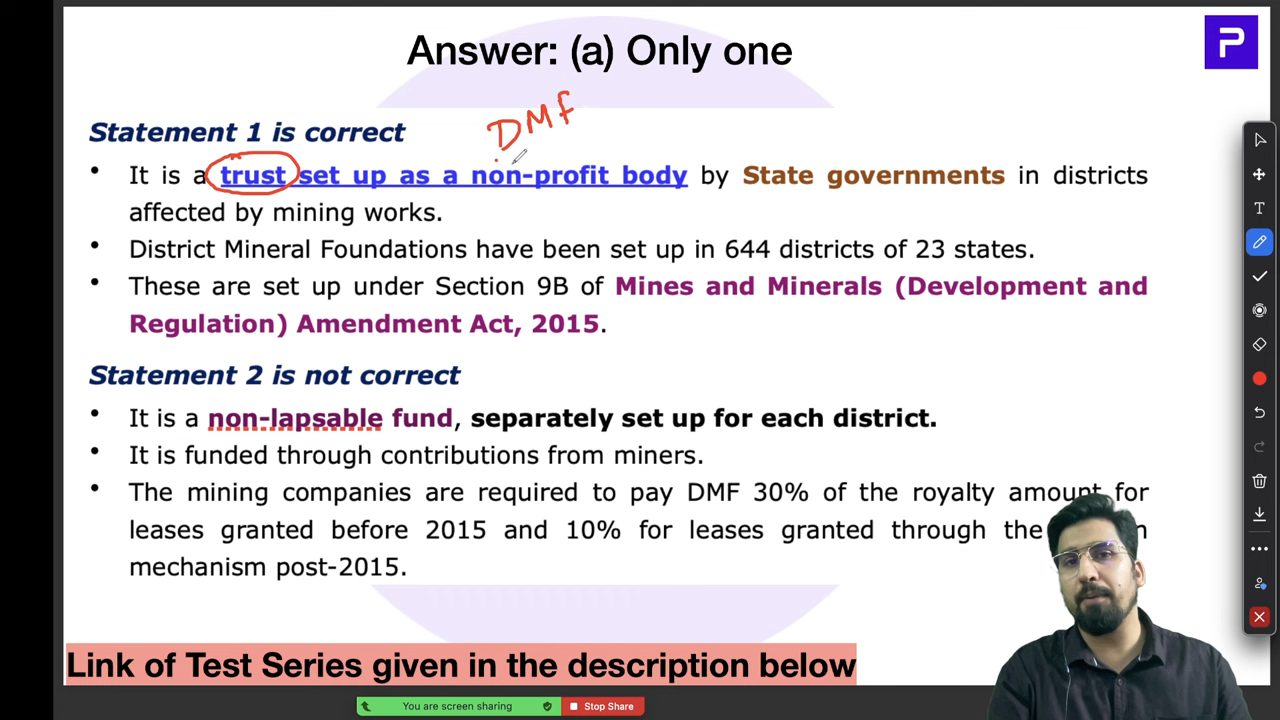 Answer: (a) Only one
P
DMF
Statement 1 is correct
• It is a trust set up as a non-profit body by State governments in districts
affected by mining works.
• District Mineral Foundations have been set up in 644 districts of 23 states.
• These are set up under Section 9B of Mines and Minerals (Development and
Regulation) Amendment Act, 2015.
Statement 2 is not correct
• It is a non-lapsable fund, separately set up for each district.
• It is funded through contributions from miners.
• The mining companies are required to pay DMF 30% of the royalty amount for
leases granted before 2015 and 10% for leases granted through the
mechanism post-2015.
Link of Test Series given in the description below
You are screen sharing
Stop Share
T